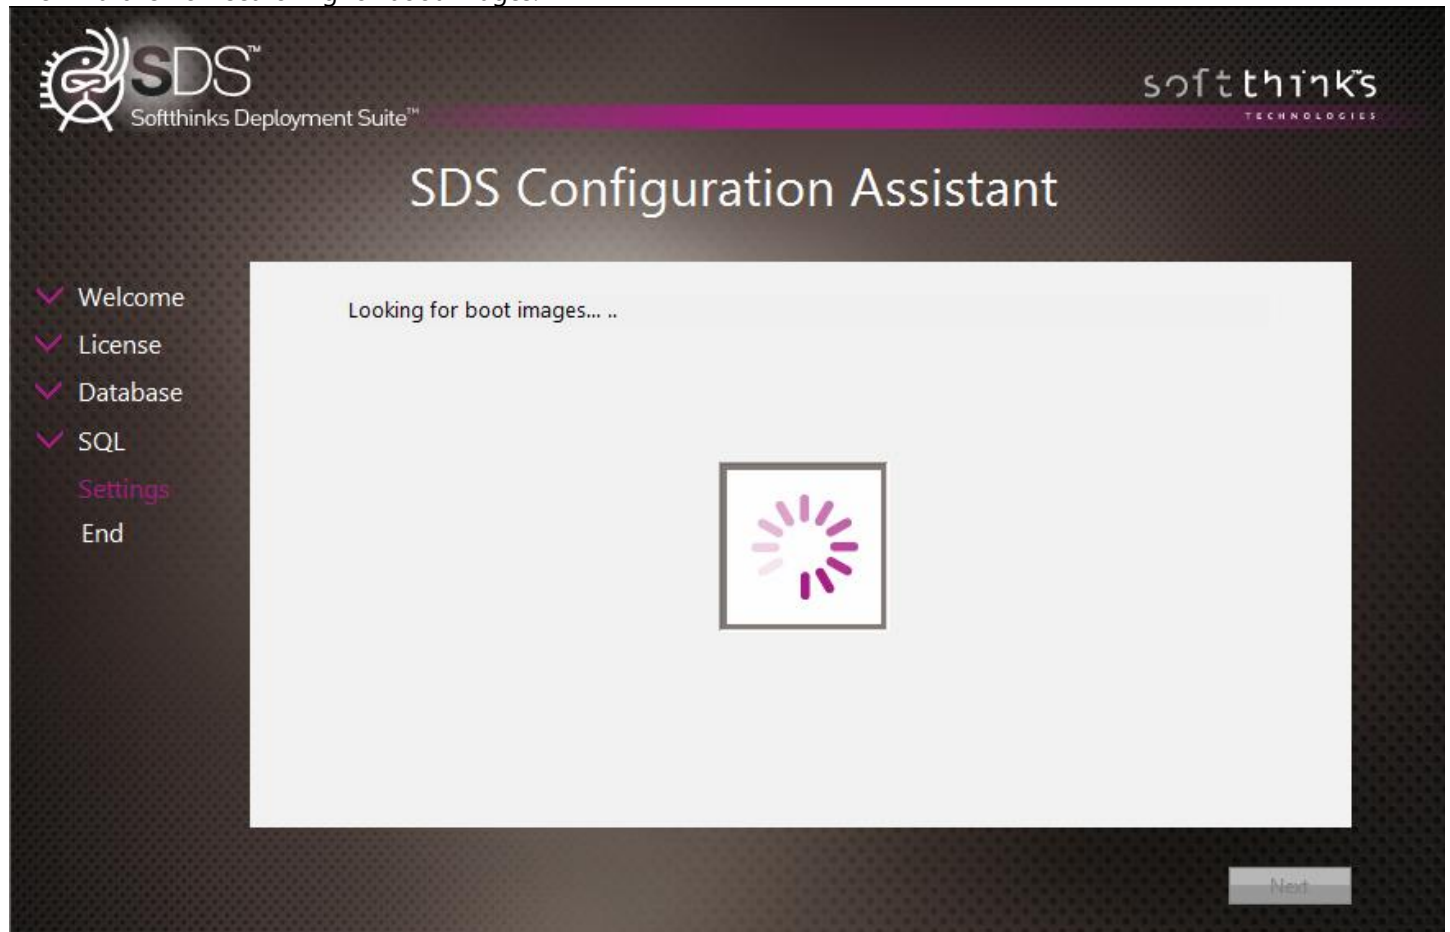 SDS™
Softthinks Deployment Suite™
softthinks™
TECHNOLOGIES
SDS Configuration Assistant
Welcome
License
Database
SQL
Settings
End
Looking for boot images... ..
Next